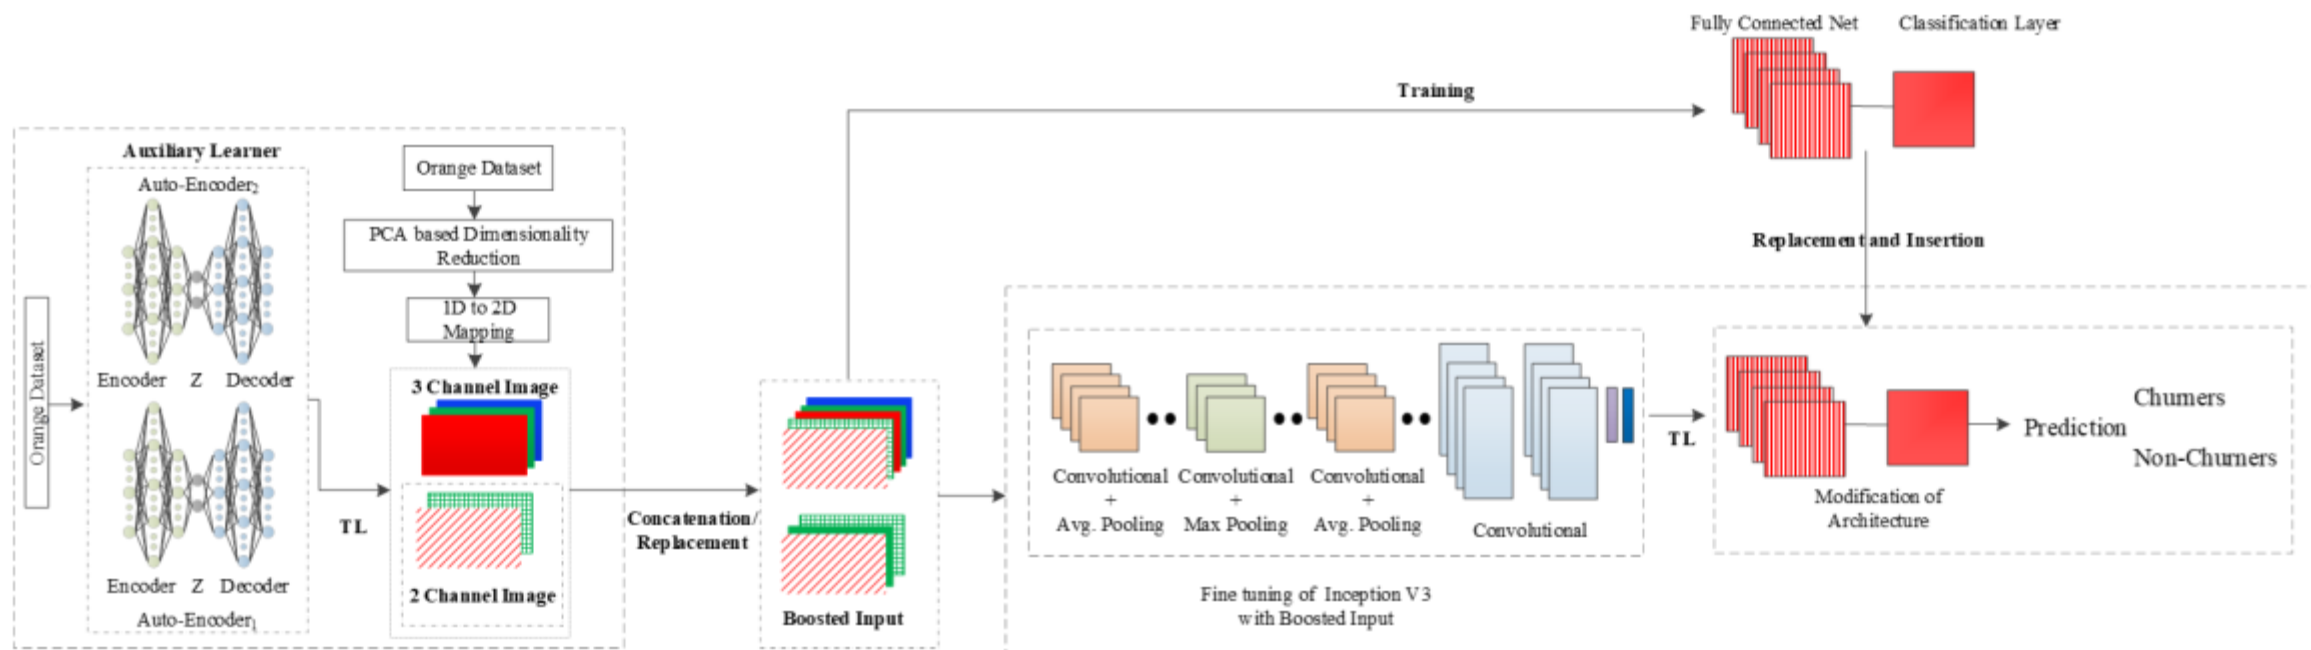 Fully Connected Net
Classification Layer
Training
Auxiliary Learner
Auto-Encoder2
Orange Dataset
PCA based Dimensionality
Reduction
1D to 2D
Mapping
Replacement and Insertion
Orange Dataset
Encoder Z Decoder
3 Channel Image
TL
2 Channel Image
Encoder Z Decoder
Auto-Encoder1
Concatenation/
Replacement
Boosted Input
Convolutional
+
Avg. Pooling
Convolutional
+
Max Pooling
Convolutional
+
Avg. Pooling
Convolutional
Fine tuning of Inception V3
with Boosted Input
TL
Modification of
Architecture
Prediction
Churners
Non-Churners